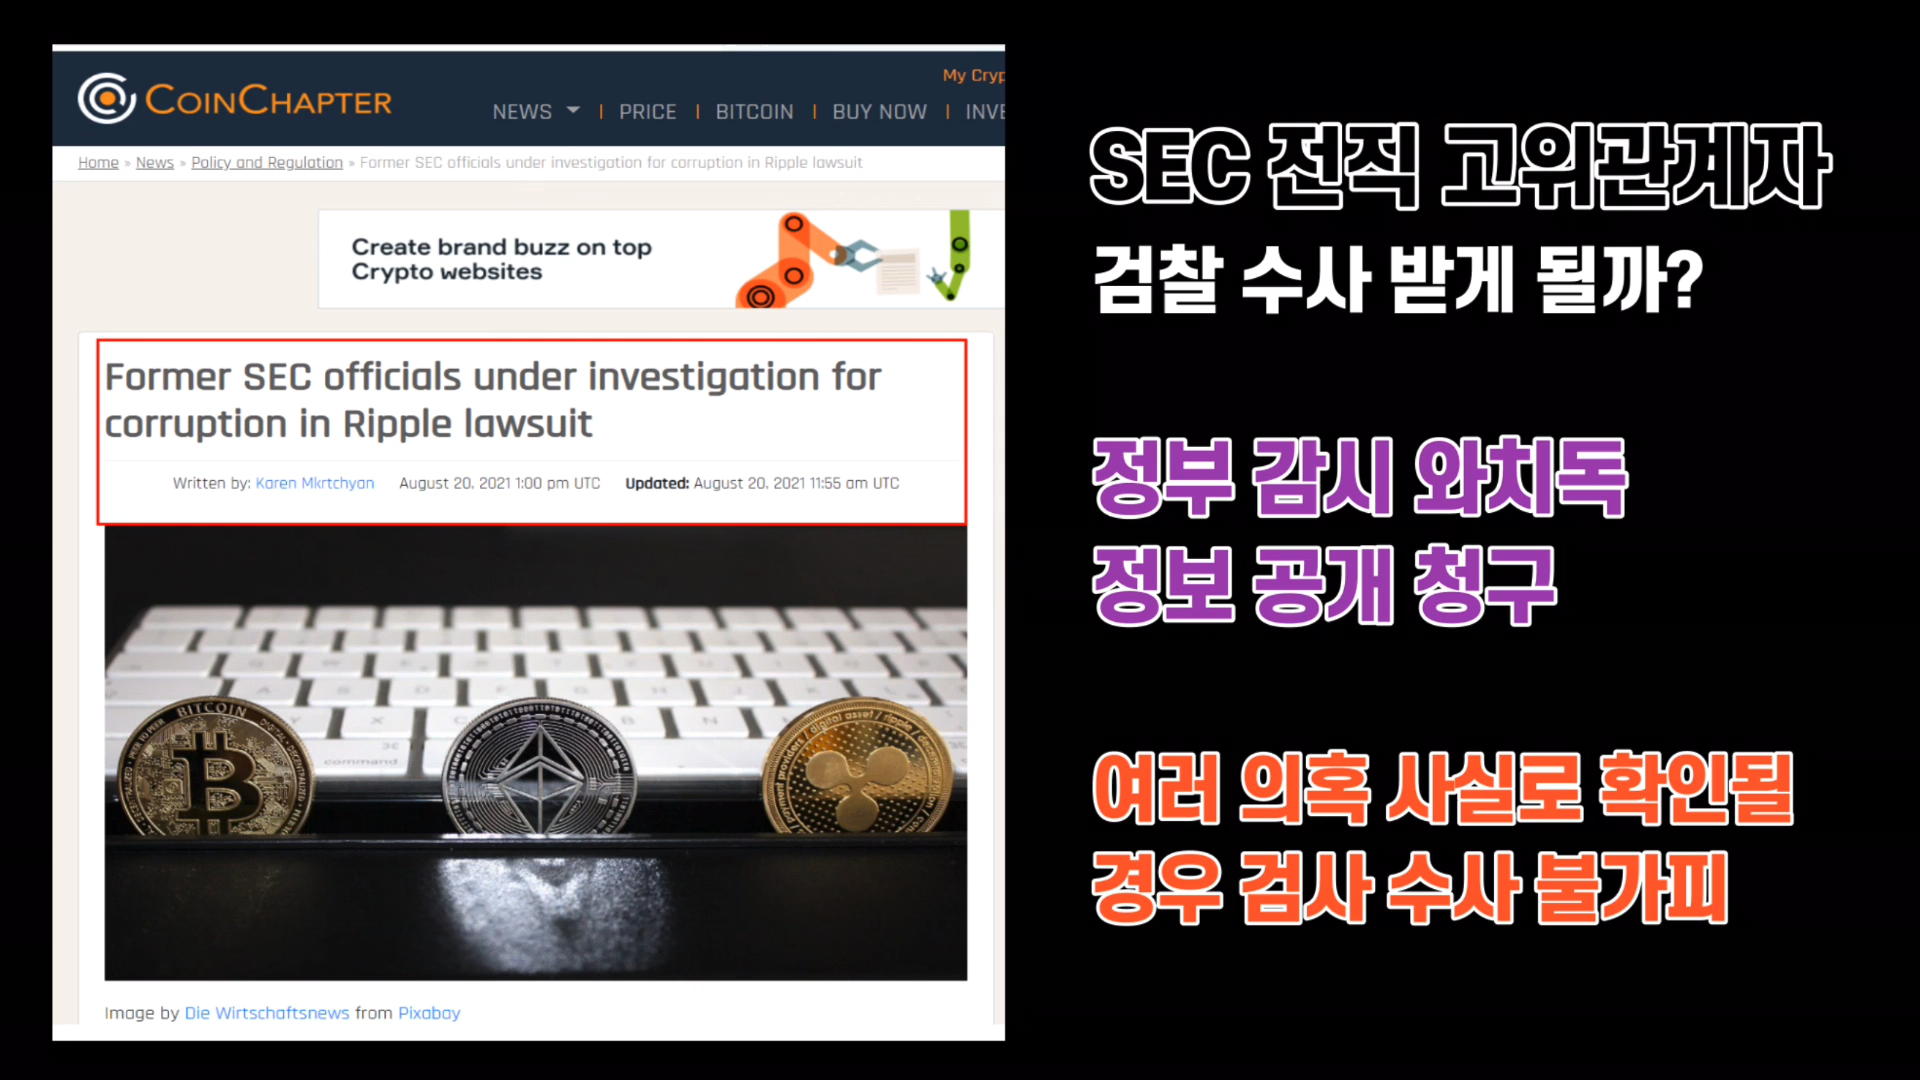 COINCHAPTER
My Cryp
NEWS | PRICE | BITCOIN | BUY NOW | INVE
Home » News » Policy and Regulation » Former SEC officials under investigation for corruption in Ripple lawsuit
Create brand buzz on top
Crypto websites
Former SEC officials under investigation for
corruption in Ripple lawsuit
Written by: Karen Mkrtchyan August 20, 2021 1:00 pm UTC Updated: August 20, 2021 11:55 am UTC
BITCOIN
command
digital asset / ripple /
Image by Die Wirtschaftsnews from Pixabay
SEC 전직 고위관계자
검찰 수사 받게 될까?
정부 감시 와치독
정보 공개 청구
여러 의혹 사실로 확인될
경우 검사 수사 불가피